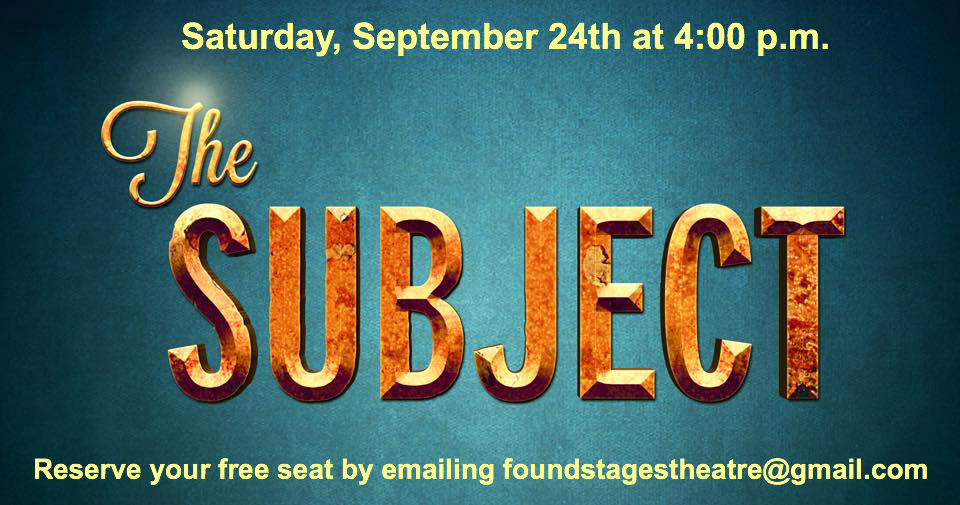 Saturday, September 24th at 4:00 p.m.
The
SUBJECT
Reserve your free seat by emailing foundstagestheatre@gmail.com